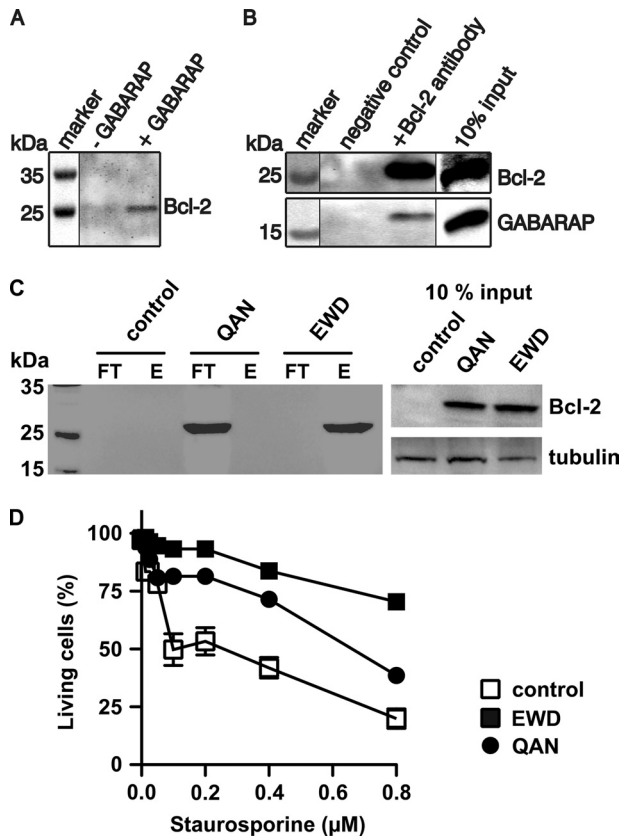 A
kDa
marker
- GABARAP
+ GABARAP
35
25
Bcl-2
B
kDa
marker
negative control
+Bcl-2 antibody
10% input
25
Bcl-2
15
GABARAP
C
control
QAN
EWD
kDa
FT E FT E FT E
35
25
15
10 % input
control
QAN
EWD
Bcl-2
tubulin
D
Living cells (%)
100
75
50
25
0
0.0 0.2 0.4 0.6 0.8
Staurosporine (µM)
control
EWD
QAN